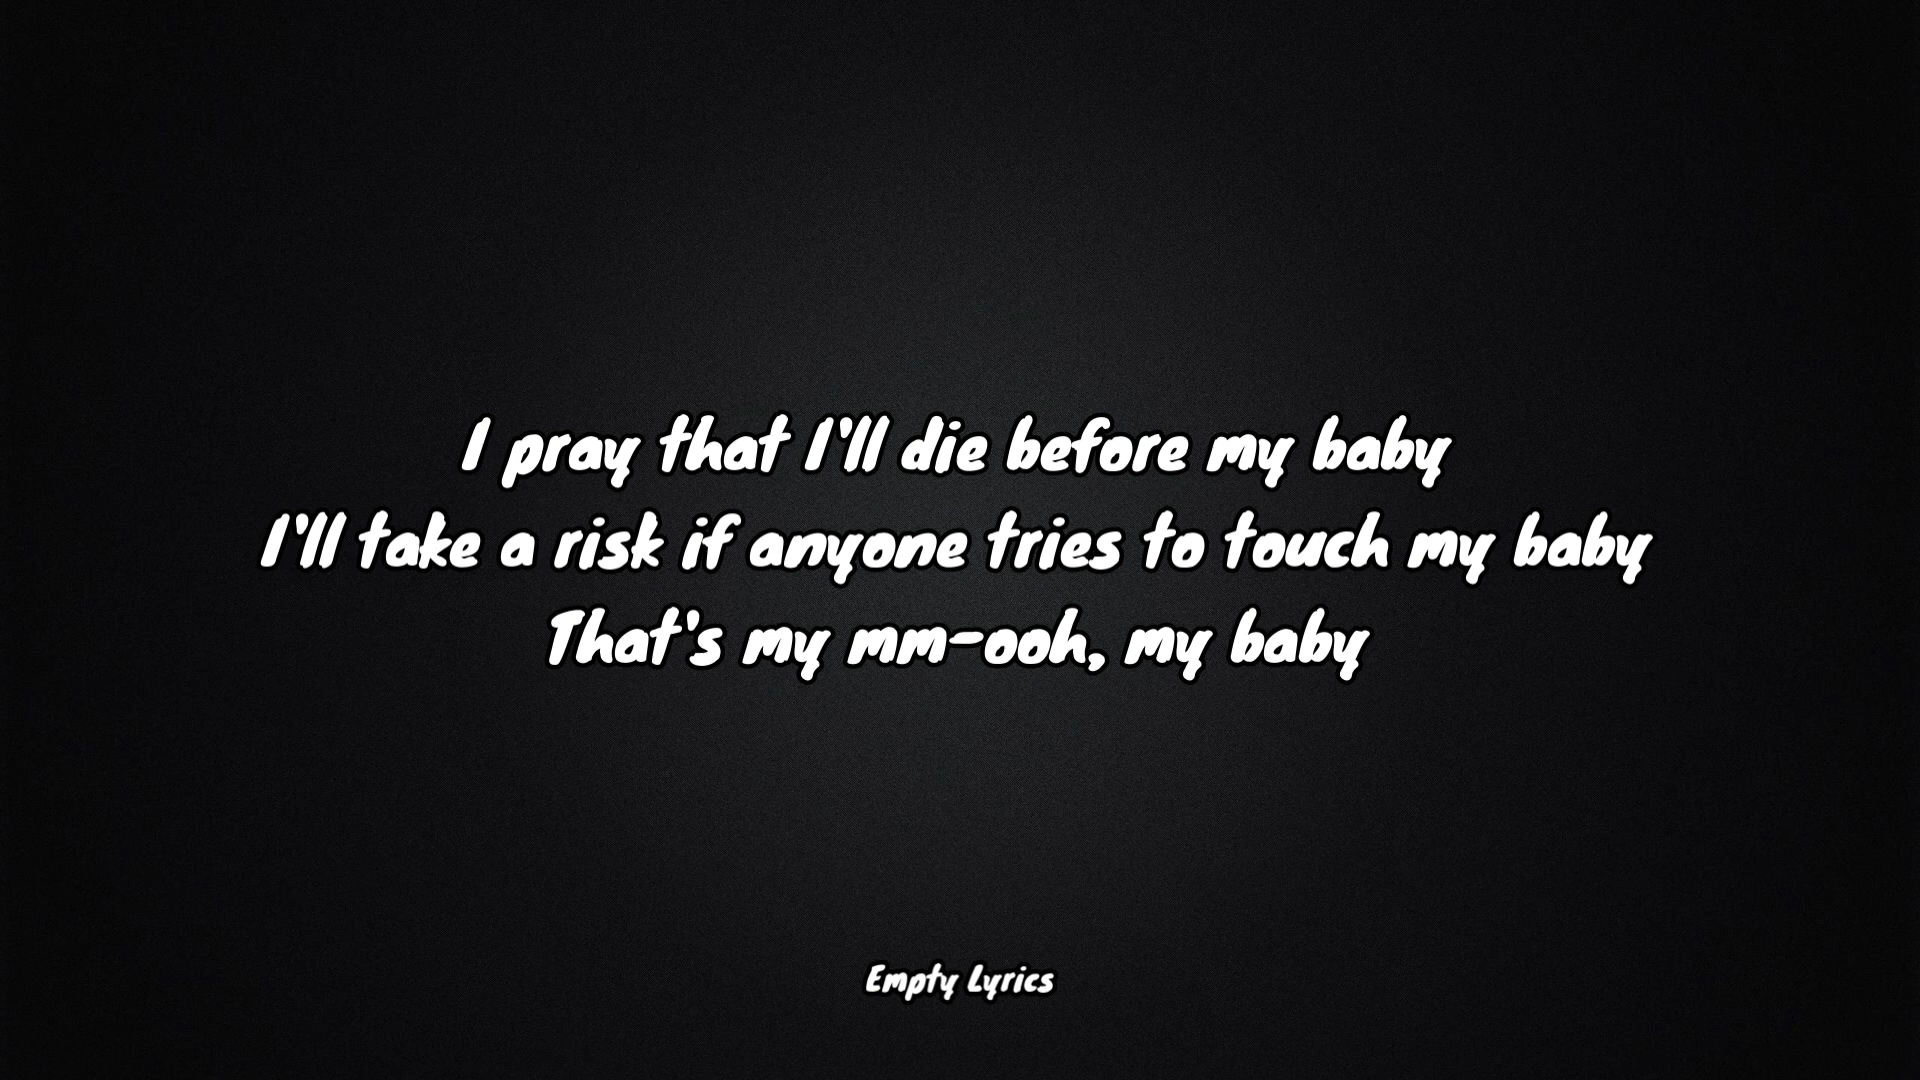 I pray that I'll die before my baby
I'll take a risk if anyone tries to touch my baby
That's my mm-ooh, my baby
Empty Lyrics